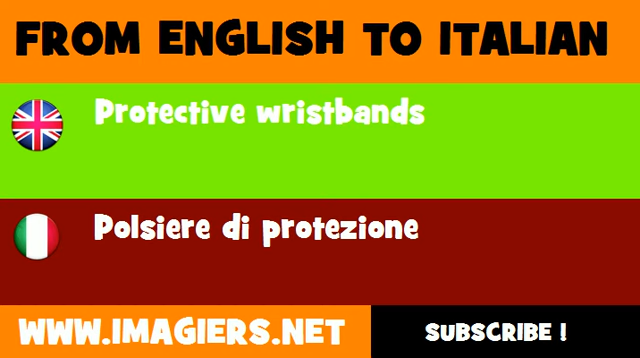 FROM ENGLISH TO ITALIAN
Protective wristbands
Polsiere di protezione
WWW.IMAGIERS.NET
SUBSCRIBE !